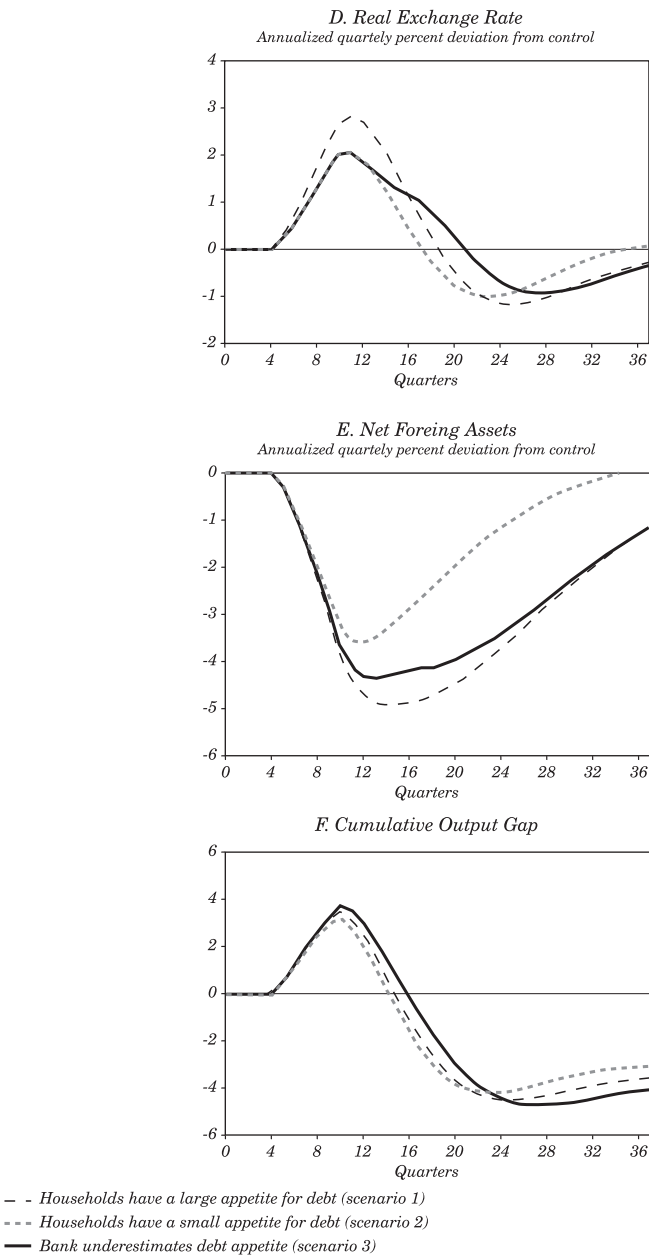 D. Real Exchange Rate
Annualized quartely percent deviation from control
4
3
2
1
0
-1
-2
0 4 8 12 16 20 24 28 32 36
Quarters
E. Net Foreing Assets
Annualized quartely percent deviation from control
0
-1
-2
-3
-4
-5
-6
0 4 8 12 16 20 24 28 32 36
Quarters
F. Cumulative Output Gap
6
4
2
0
-2
-4
-6
0 4 8 12 16 20 24 28 32 36
Quarters
Households have a large appetite for debt (scenario 1)
Households have a small appetite for debt (scenario 2)
Bank underestimates debt appetite (scenario 3)